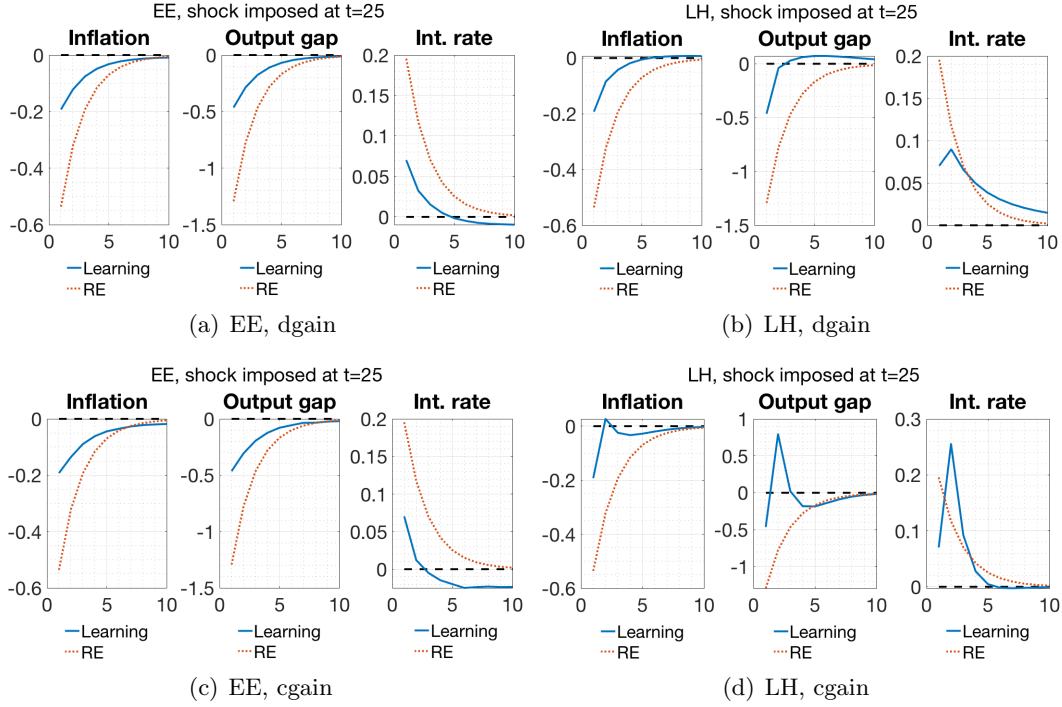 EE, shock imposed at t=25
Inflation
0
-0.2
-0.4
-0.6
0
5
10
Learning
RE
Output gap
0
-0.5
-1
-1.5
0
5
10
Learning
RE
Int. rate
0.2
0.15
0.1
0.05
0
0
5
10
Learning
RE
(a) EE, dgain
LH, shock imposed at t=25
Inflation
0
-0.2
-0.4
-0.6
0
5
10
Learning
RE
Output gap
0
-0.5
-1
-1.5
0
5
10
Learning
RE
Int. rate
0.2
0.15
0.1
0.05
0
0
5
10
Learning
RE
(b) LH, dgain
EE, shock imposed at t=25
Inflation
0
-0.2
-0.4
-0.6
0
5
10
Learning
RE
Output gap
0
-0.5
-1
-1.5
0
5
10
Learning
RE
Int. rate
0.2
0.15
0.1
0.05
0
0
5
10
Learning
RE
(c) EE, cgain
LH, shock imposed at t=25
Inflation
0
-0.2
-0.4
-0.6
0
5
10
Learning
RE
Output gap
1
0
-0.5
-1
0
5
10
Learning
RE
Int. rate
0.3
0.2
0.1
0
0
5
10
Learning
RE
(d) LH, cgain